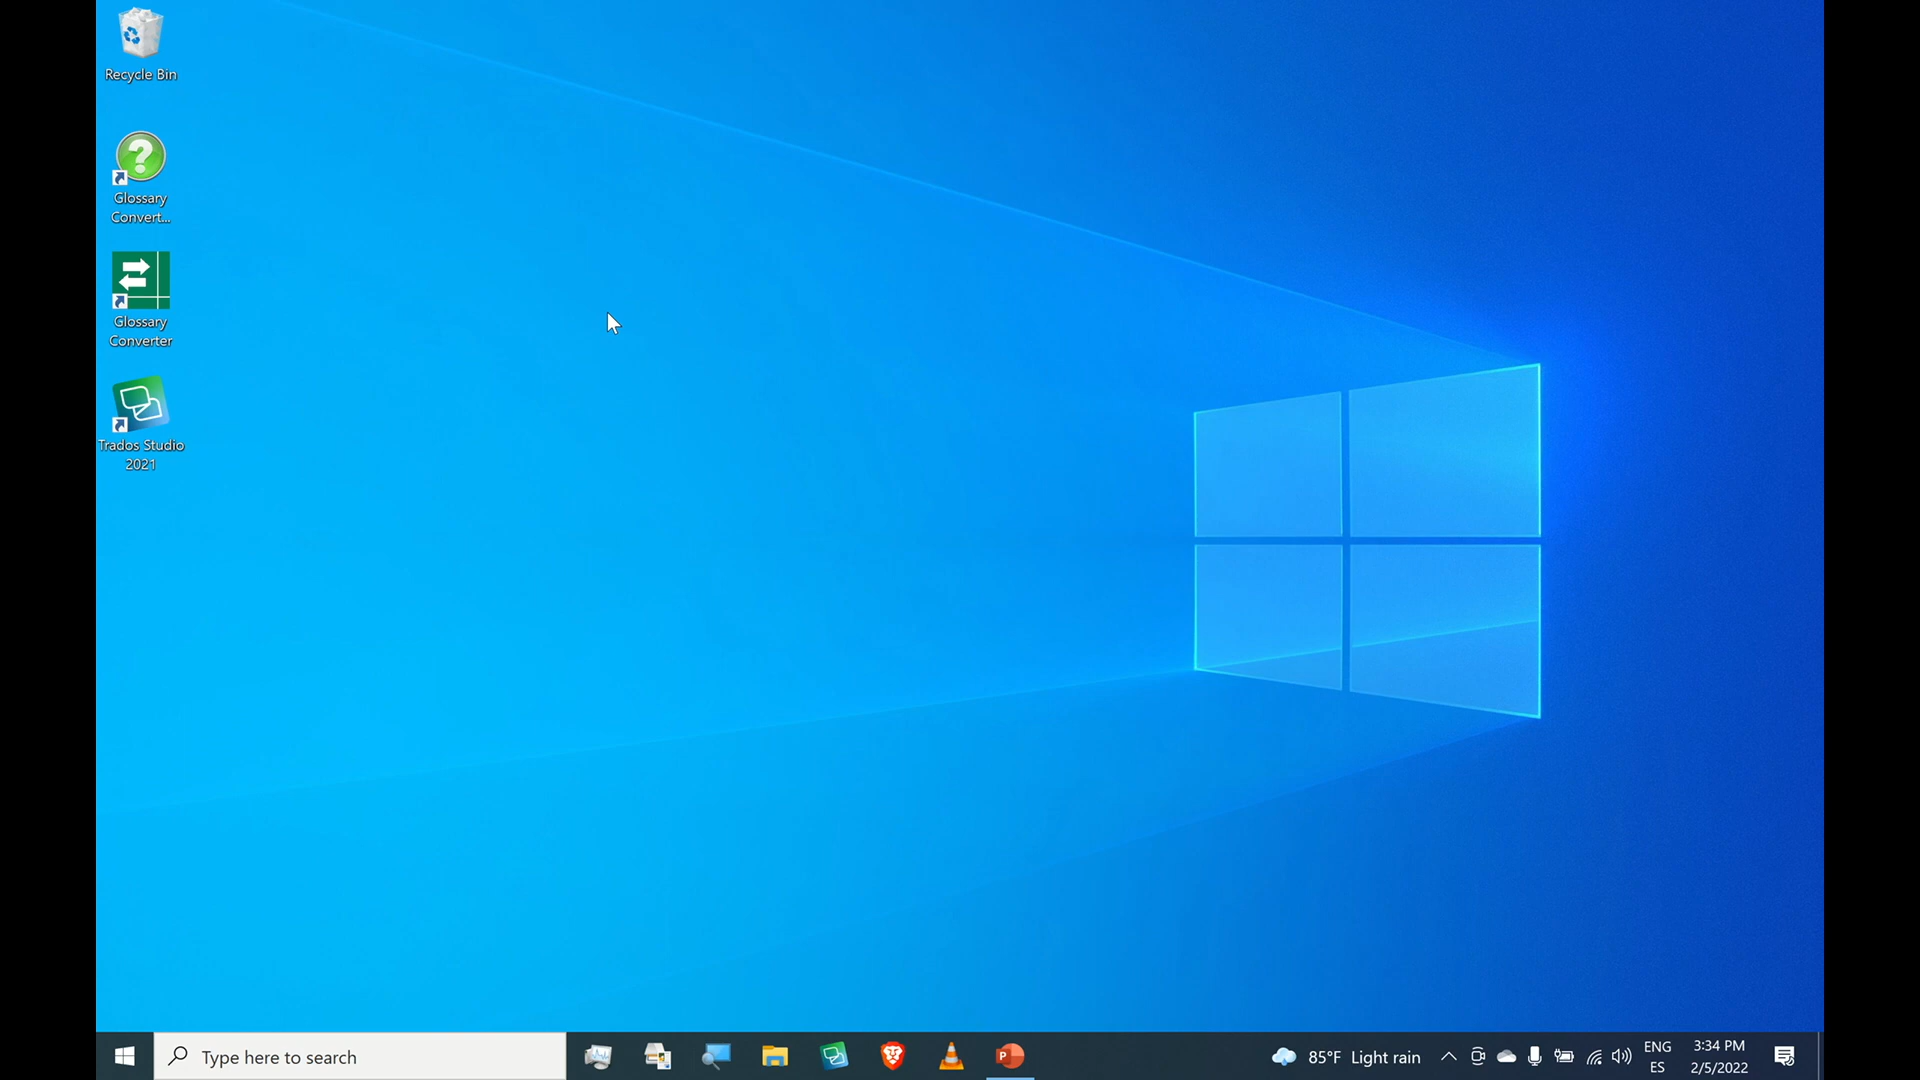 Recycle Bin
Glossary
Convert...
Glossary
Converter
Trados Studio
2021
Type here to search
85°F Light rain
ENG
ES
3:34 PM
2/5/2022